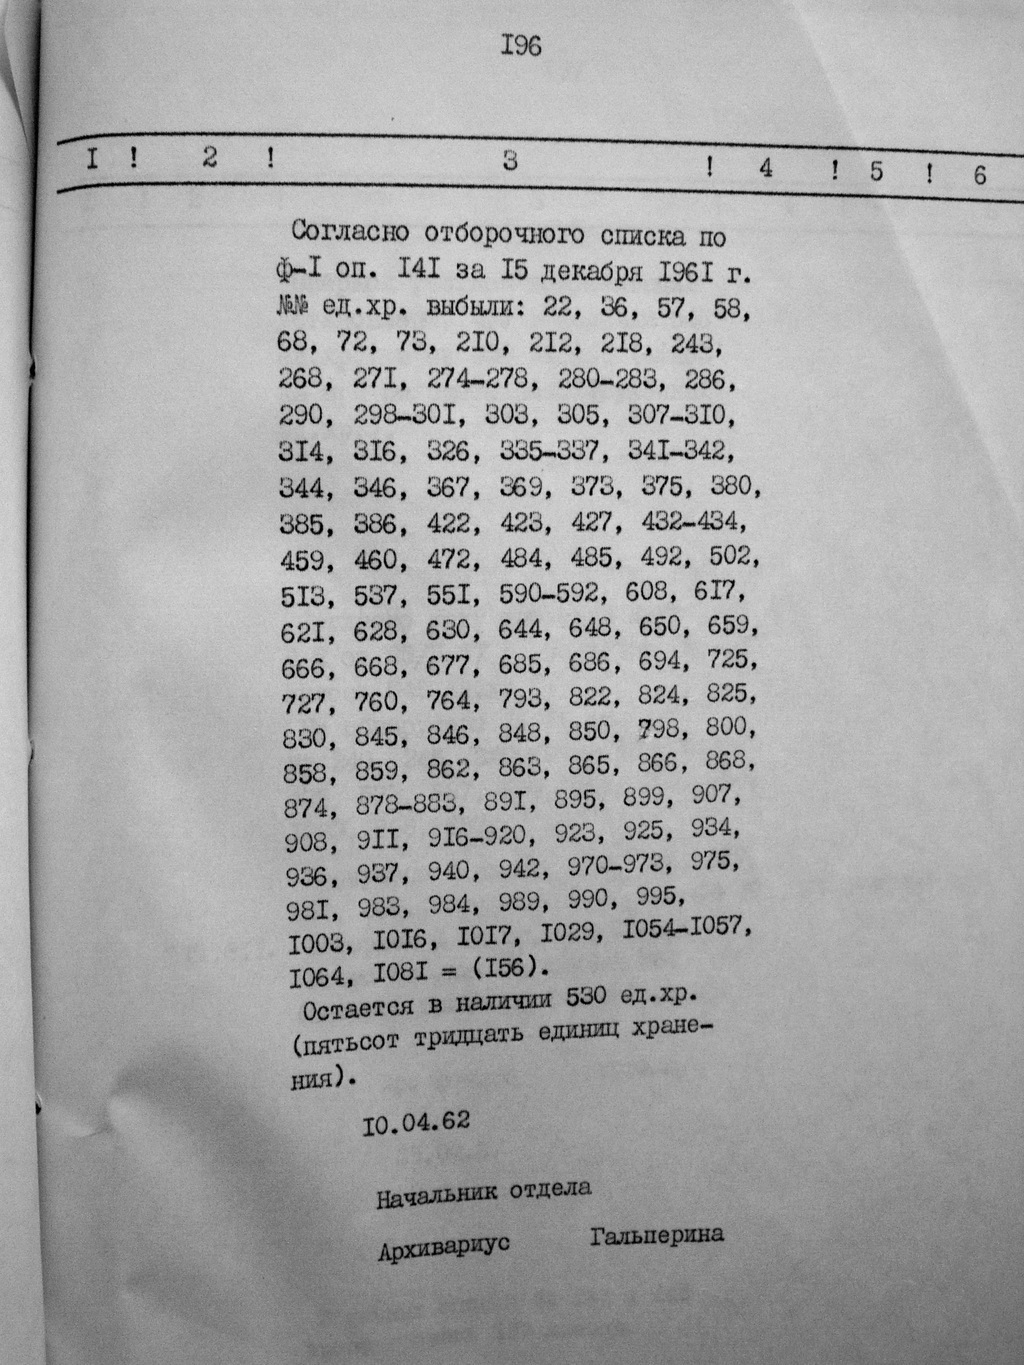 I96
I ! 2 ! 3 ! 4 ! 5 ! 6
Согласно отборочного списка по
ф-I оп. I4I за I5 декабря I96I г.
№№ ед.хр. выбыли: 22, 36, 57, 58,
68, 72, 73, 2I0, 2I2, 2I8, 243,
268, 27I, 274-278, 280-283, 286,
290, 298-30I, 303, 305, 307-3I0,
3I4, 3I6, 326, 335-337, 34I-342,
344, 346, 367, 369, 373, 375, 380,
385, 386, 422, 423, 427, 432-434,
459, 460, 472, 484, 485, 492, 502,
5I3, 537, 55I, 590-592, 608, 6I7,
62I, 628, 630, 644, 648, 650, 659,
666, 668, 677, 685, 686, 694, 725,
727, 760, 764, 793, 822, 824, 825,
830, 845, 846, 848, 850, 798, 800,
858, 859, 862, 863, 865, 866, 868,
874, 878-883, 89I, 895, 899, 907,
908, 9II, 9I6-920, 923, 925, 934,
936, 937, 940, 942, 970-973, 975,
98I, 983, 984, 989, 990, 995,
I003, I0I6, I0I7, I029, I054-I057,
I064, I08I = (I56).
Остается в наличии 530 ед.хр.
(пятьсот тридцать единиц хране-
ния).
I0.04.62
Начальник отдела
Архивариус Гальперина